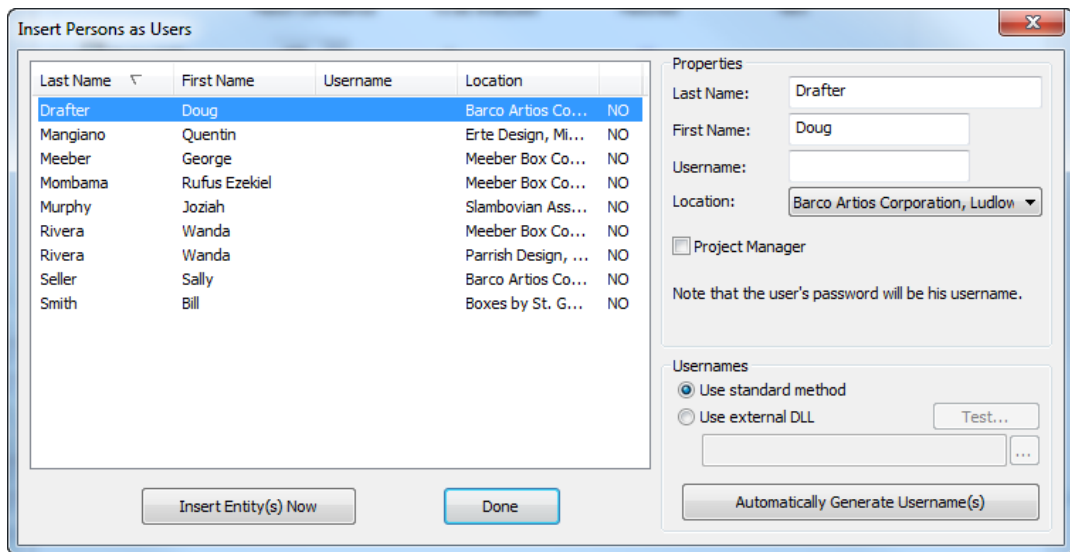 Insert Persons as Users
Last Name First Name Username Location
Drafter Doug Barco Artios Co... NO
Mangiano Quentin Erte Design, Mi... NO
Meeber George Meeber Box Co... NO
Mombama Rufus Ezekiel Meeber Box Co... NO
Murphy Joziah Slambovian Ass... NO
Rivera Wanda Meeber Box Co... NO
Rivera Wanda Parrish Design, ... NO
Seller Sally Barco Artios Co... NO
Smith Bill Boxes by St. G... NO
Insert Entity(s) Now
Done
Properties
Last Name: Drafter
First Name: Doug
Username:
Location: Barco Artios Corporation, Ludlow
Project Manager
Note that the user's password will be his username.
Usernames
Use standard method
Use external DLL
Test...
...
Automatically Generate Username(s)